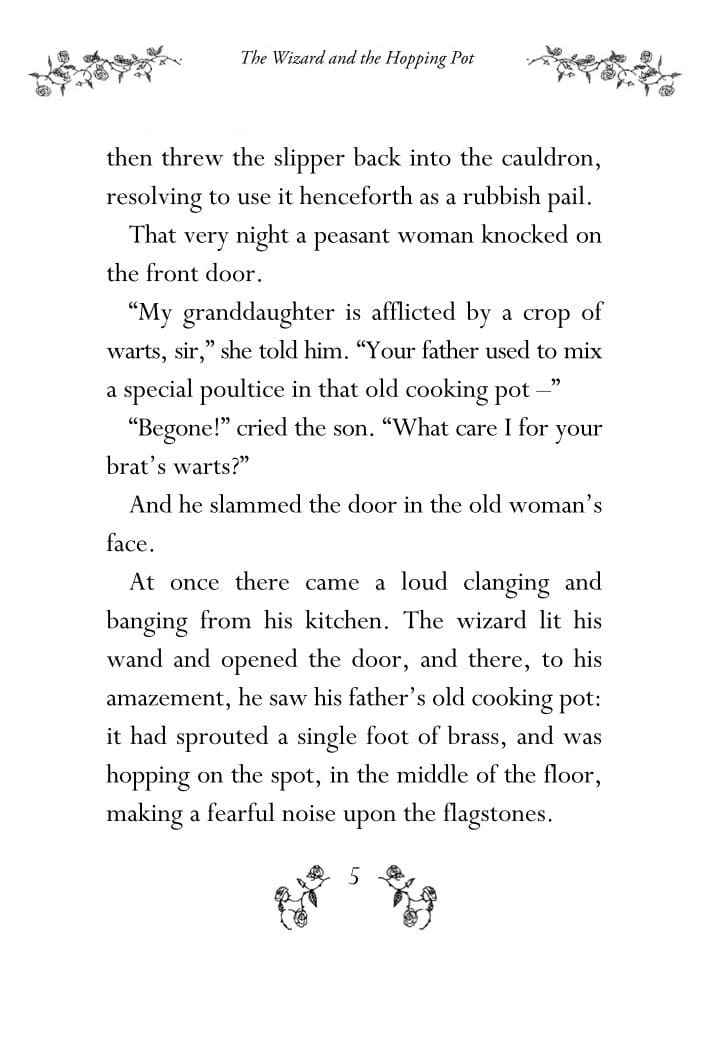 The Wizard and the Hopping Pot
then threw the slipper back into the cauldron,
resolving to use it henceforth as a rubbish pail.
That very night a peasant woman knocked on
the front door.
“My granddaughter is afflicted by a crop of
warts, sir,” she told him. “Your father used to mix
a special poultice in that old cooking pot –”
“Begone!” cried the son. “What care I for your
brat’s warts?”
And he slammed the door in the old woman’s
face.
At once there came a loud clanging and
banging from his kitchen. The wizard lit his
wand and opened the door, and there, to his
amazement, he saw his father’s old cooking pot:
it had sprouted a single foot of brass, and was
hopping on the spot, in the middle of the floor,
making a fearful noise upon the flagstones.
5